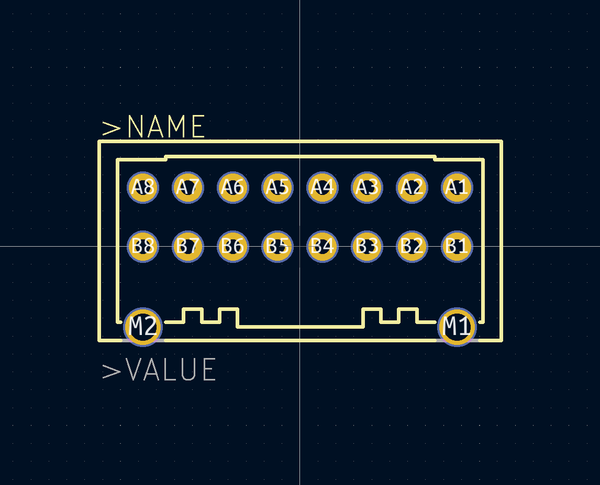 >NAME
A8 A7 A6 A5 A4 A3 A2 A1
B8 B7 B6 B5 B4 B3 B2 B1
M2 M1
>VALUE